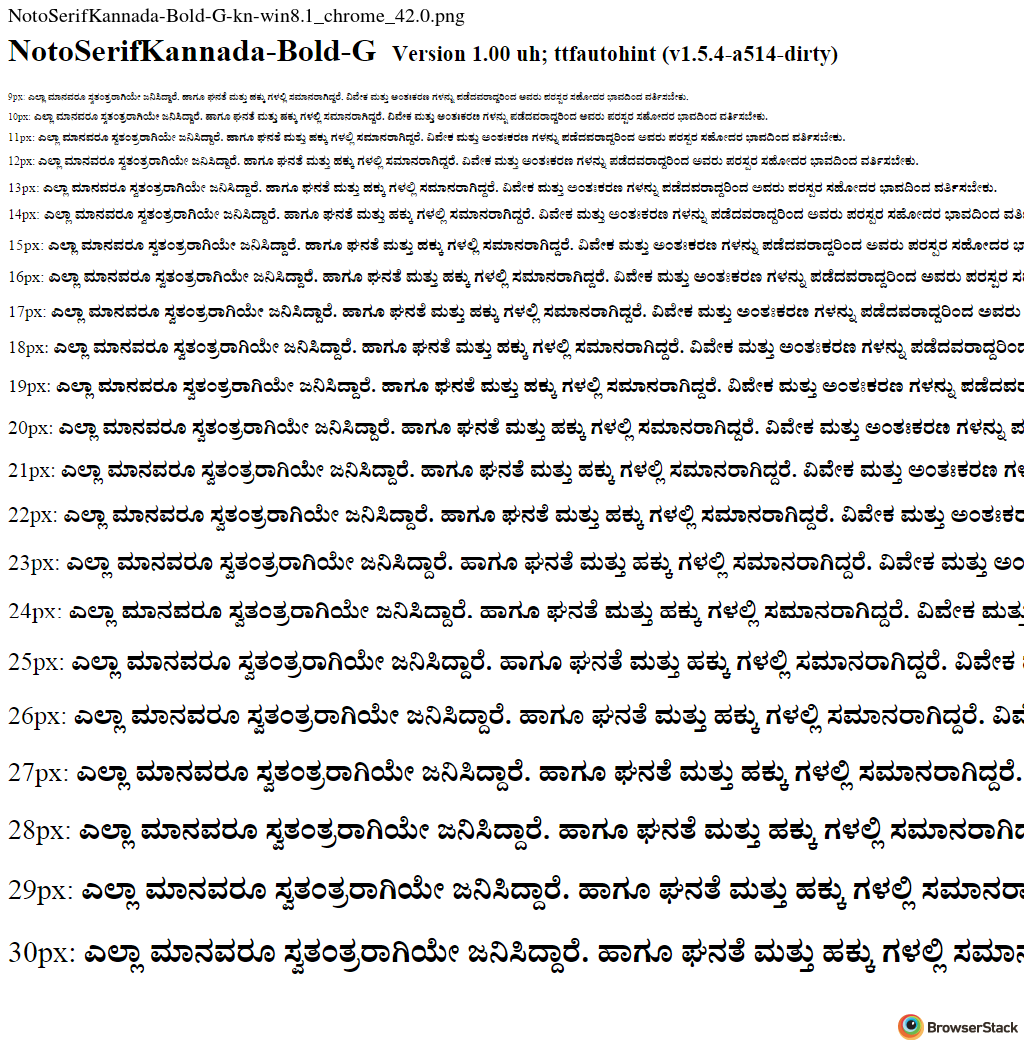 NotoSerifKannada-Bold-G-kn-win8.1_chrome_42.0.png
NotoSerifKannada-Bold-G Version 1.00 uh; ttfautohint (v1.5.4-a514-dirty)
9px: ಎಲ್ಲಾ ಮಾನವರೂ ಸ್ವತಂತ್ರರಾಗಿಯೇ ಜನಿಸಿದ್ದಾರೆ. ಹಾಗೂ ಘನತೆ ಮತ್ತು ಹಕ್ಕು ಗಳಲ್ಲಿ ಸಮಾನರಾಗಿದ್ದರೆ. ವಿವೇಕ ಮತ್ತು ಅಂತಃಕರಣ ಗಳನ್ನು ಪಡೆದವರಾದ್ದರಿಂದ ಅವರು ಪರಸ್ಪರ ಸಹೋದರ ಭಾವದಿಂದ ವರ್ತಿಸಬೇಕು.
10px: ಎಲ್ಲಾ ಮಾನವರೂ ಸ್ವತಂತ್ರರಾಗಿಯೇ ಜನಿಸಿದ್ದಾರೆ. ಹಾಗೂ ಘನತೆ ಮತ್ತು ಹಕ್ಕು ಗಳಲ್ಲಿ ಸಮಾನರಾಗಿದ್ದರೆ. ವಿವೇಕ ಮತ್ತು ಅಂತಃಕರಣ ಗಳನ್ನು ಪಡೆದವರಾದ್ದರಿಂದ ಅವರು ಪರಸ್ಪರ ಸಹೋದರ ಭಾವದಿಂದ ವರ್ತಿಸಬೇಕು.
11px: ಎಲ್ಲಾ ಮಾನವರೂ ಸ್ವತಂತ್ರರಾಗಿಯೇ ಜನಿಸಿದ್ದಾರೆ. ಹಾಗೂ ಘನತೆ ಮತ್ತು ಹಕ್ಕು ಗಳಲ್ಲಿ ಸಮಾನರಾಗಿದ್ದರೆ. ವಿವೇಕ ಮತ್ತು ಅಂತಃಕರಣ ಗಳನ್ನು ಪಡೆದವರಾದ್ದರಿಂದ ಅವರು ಪರಸ್ಪರ ಸಹೋದರ ಭಾವದಿಂದ ವರ್ತಿಸಬೇಕು.
12px: ಎಲ್ಲಾ ಮಾನವರೂ ಸ್ವತಂತ್ರರಾಗಿಯೇ ಜನಿಸಿದ್ದಾರೆ. ಹಾಗೂ ಘನತೆ ಮತ್ತು ಹಕ್ಕು ಗಳಲ್ಲಿ ಸಮಾನರಾಗಿದ್ದರೆ. ವಿವೇಕ ಮತ್ತು ಅಂತಃಕರಣ ಗಳನ್ನು ಪಡೆದವರಾದ್ದರಿಂದ ಅವರು ಪರಸ್ಪರ ಸಹೋದರ ಭಾವದಿಂದ ವರ್ತಿಸಬೇಕು.
13px: ಎಲ್ಲಾ ಮಾನವರೂ ಸ್ವತಂತ್ರರಾಗಿಯೇ ಜನಿಸಿದ್ದಾರೆ. ಹಾಗೂ ಘನತೆ ಮತ್ತು ಹಕ್ಕು ಗಳಲ್ಲಿ ಸಮಾನರಾಗಿದ್ದರೆ. ವಿವೇಕ ಮತ್ತು ಅಂತಃಕರಣ ಗಳನ್ನು ಪಡೆದವರಾದ್ದರಿಂದ ಅವರು ಪರಸ್ಪರ ಸಹೋದರ ಭಾವದಿಂದ ವರ್ತಿಸಬೇಕು.
14px: ಎಲ್ಲಾ ಮಾನವರೂ ಸ್ವತಂತ್ರರಾಗಿಯೇ ಜನಿಸಿದ್ದಾರೆ. ಹಾಗೂ ಘನತೆ ಮತ್ತು ಹಕ್ಕು ಗಳಲ್ಲಿ ಸಮಾನರಾಗಿದ್ದರೆ. ವಿವೇಕ ಮತ್ತು ಅಂತಃಕರಣ ಗಳನ್ನು ಪಡೆದವರಾದ್ದರಿಂದ ಅವರು ಪರಸ್ಪರ ಸಹೋದರ ಭಾವದಿಂದ
15px: ಎಲ್ಲಾ ಮಾನವರೂ ಸ್ವತಂತ್ರರಾಗಿಯೇ ಜನಿಸಿದ್ದಾರೆ. ಹಾಗೂ ಘನತೆ ಮತ್ತು ಹಕ್ಕು ಗಳಲ್ಲಿ ಸಮಾನರಾಗಿದ್ದರೆ. ವಿವೇಕ ಮತ್ತು ಅಂತಃಕರಣ ಗಳನ್ನು ಪಡೆದವರಾದ್ದರಿಂದ ಅವರು ಪರಸ್ಪರ ಸಹೋದರ
16px: ಎಲ್ಲಾ ಮಾನವರೂ ಸ್ವತಂತ್ರರಾಗಿಯೇ ಜನಿಸಿದ್ದಾರೆ. ಹಾಗೂ ಘನತೆ ಮತ್ತು ಹಕ್ಕು ಗಳಲ್ಲಿ ಸಮಾನರಾಗಿದ್ದರೆ. ವಿವೇಕ ಮತ್ತು ಅಂತಃಕರಣ ಗಳನ್ನು ಪಡೆದವರಾದ್ದರಿಂದ ಅವರು ಪರಸ್ಪರ
17px: ಎಲ್ಲಾ ಮಾನವರೂ ಸ್ವತಂತ್ರರಾಗಿಯೇ ಜನಿಸಿದ್ದಾರೆ. ಹಾಗೂ ಘನತೆ ಮತ್ತು ಹಕ್ಕು ಗಳಲ್ಲಿ ಸಮಾನರಾಗಿದ್ದರೆ. ವಿವೇಕ ಮತ್ತು ಅಂತಃಕರಣ ಗಳನ್ನು ಪಡೆದವರಾದ್ದರಿಂದ ಅವರು
18px: ಎಲ್ಲಾ ಮಾನವರೂ ಸ್ವತಂತ್ರರಾಗಿಯೇ ಜನಿಸಿದ್ದಾರೆ. ಹಾಗೂ ಘನತೆ ಮತ್ತು ಹಕ್ಕು ಗಳಲ್ಲಿ ಸಮಾನರಾಗಿದ್ದರೆ. ವಿವೇಕ ಮತ್ತು ಅಂತಃಕರಣ ಗಳನ್ನು
19px: ಎಲ್ಲಾ ಮಾನವರೂ ಸ್ವತಂತ್ರರಾಗಿಯೇ ಜನಿಸಿದ್ದಾರೆ. ಹಾಗೂ ಘನತೆ ಮತ್ತು ಹಕ್ಕು ಗಳಲ್ಲಿ ಸಮಾನರಾಗಿದ್ದರೆ. ವಿವೇಕ ಮತ್ತು ಅಂತಃಕರಣ ಗಳನ್ನು
20px: ಎಲ್ಲಾ ಮಾನವರೂ ಸ್ವತಂತ್ರರಾಗಿಯೇ ಜನಿಸಿದ್ದಾರೆ. ಹಾಗೂ ಘನತೆ ಮತ್ತು ಹಕ್ಕು ಗಳಲ್ಲಿ ಸಮಾನರಾಗಿದ್ದರೆ. ವಿವೇಕ ಮತ್ತು ಅಂತಃಕರಣ ಗಳನ್ನು
21px: ಎಲ್ಲಾ ಮಾನವರೂ ಸ್ವತಂತ್ರರಾಗಿಯೇ ಜನಿಸಿದ್ದಾರೆ. ಹಾಗೂ ಘನತೆ ಮತ್ತು ಹಕ್ಕು ಗಳಲ್ಲಿ ಸಮಾನರಾಗಿದ್ದರೆ. ವಿವೇಕ ಮತ್ತು ಅಂತಃಕರಣ
22px: ಎಲ್ಲಾ ಮಾನವರೂ ಸ್ವತಂತ್ರರಾಗಿಯೇ ಜನಿಸಿದ್ದಾರೆ. ಹಾಗೂ ಘನತೆ ಮತ್ತು ಹಕ್ಕು ಗಳಲ್ಲಿ ಸಮಾನರಾಗಿದ್ದರೆ. ವಿವೇಕ ಮತ್ತು
23px: ಎಲ್ಲಾ ಮಾನವರೂ ಸ್ವತಂತ್ರರಾಗಿಯೇ ಜನಿಸಿದ್ದಾರೆ. ಹಾಗೂ ಘನತೆ ಮತ್ತು ಹಕ್ಕು ಗಳಲ್ಲಿ ಸಮಾನರಾಗಿದ್ದರೆ. ವಿವೇಕ ಮತ್ತು
24px: ಎಲ್ಲಾ ಮಾನವರೂ ಸ್ವತಂತ್ರರಾಗಿಯೇ ಜನಿಸಿದ್ದಾರೆ. ಹಾಗೂ ಘನತೆ ಮತ್ತು ಹಕ್ಕು ಗಳಲ್ಲಿ ಸಮಾನರಾಗಿದ್ದರೆ. ವಿವೇಕ ಮತ್ತು
25px: ಎಲ್ಲಾ ಮಾನವರೂ ಸ್ವತಂತ್ರರಾಗಿಯೇ ಜನಿಸಿದ್ದಾರೆ. ಹಾಗೂ ಘನತೆ ಮತ್ತು ಹಕ್ಕು ಗಳಲ್ಲಿ ಸಮಾನರಾಗಿದ್ದರೆ. ವಿವೇಕ
26px: ಎಲ್ಲಾ ಮಾನವರೂ ಸ್ವತಂತ್ರರಾಗಿಯೇ ಜನಿಸಿದ್ದಾರೆ. ಹಾಗೂ ಘನತೆ ಮತ್ತು ಹಕ್ಕು ಗಳಲ್ಲಿ ಸಮಾನರಾಗಿದ್ದರೆ.
27px: ಎಲ್ಲಾ ಮಾನವರೂ ಸ್ವತಂತ್ರರಾಗಿಯೇ ಜನಿಸಿದ್ದಾರೆ. ಹಾಗೂ ಘನತೆ ಮತ್ತು ಹಕ್ಕು ಗಳಲ್ಲಿ ಸಮಾನರಾಗಿದ್ದರೆ.
28px: ಎಲ್ಲಾ ಮಾನವರೂ ಸ್ವತಂತ್ರರಾಗಿಯೇ ಜನಿಸಿದ್ದಾರೆ. ಹಾಗೂ ಘನತೆ ಮತ್ತು ಹಕ್ಕು ಗಳಲ್ಲಿ
29px: ಎಲ್ಲಾ ಮಾನವರೂ ಸ್ವತಂತ್ರರಾಗಿಯೇ ಜನಿಸಿದ್ದಾರೆ. ಹಾಗೂ ಘನತೆ ಮತ್ತು ಹಕ್ಕು ಗಳಲ್ಲಿ
30px: ಎಲ್ಲಾ ಮಾನವರೂ ಸ್ವತಂತ್ರರಾಗಿಯೇ ಜನಿಸಿದ್ದಾರೆ. ಹಾಗೂ ಘನತೆ ಮತ್ತು ಹಕ್ಕು ಗಳಲ್ಲಿ
BrowserStack